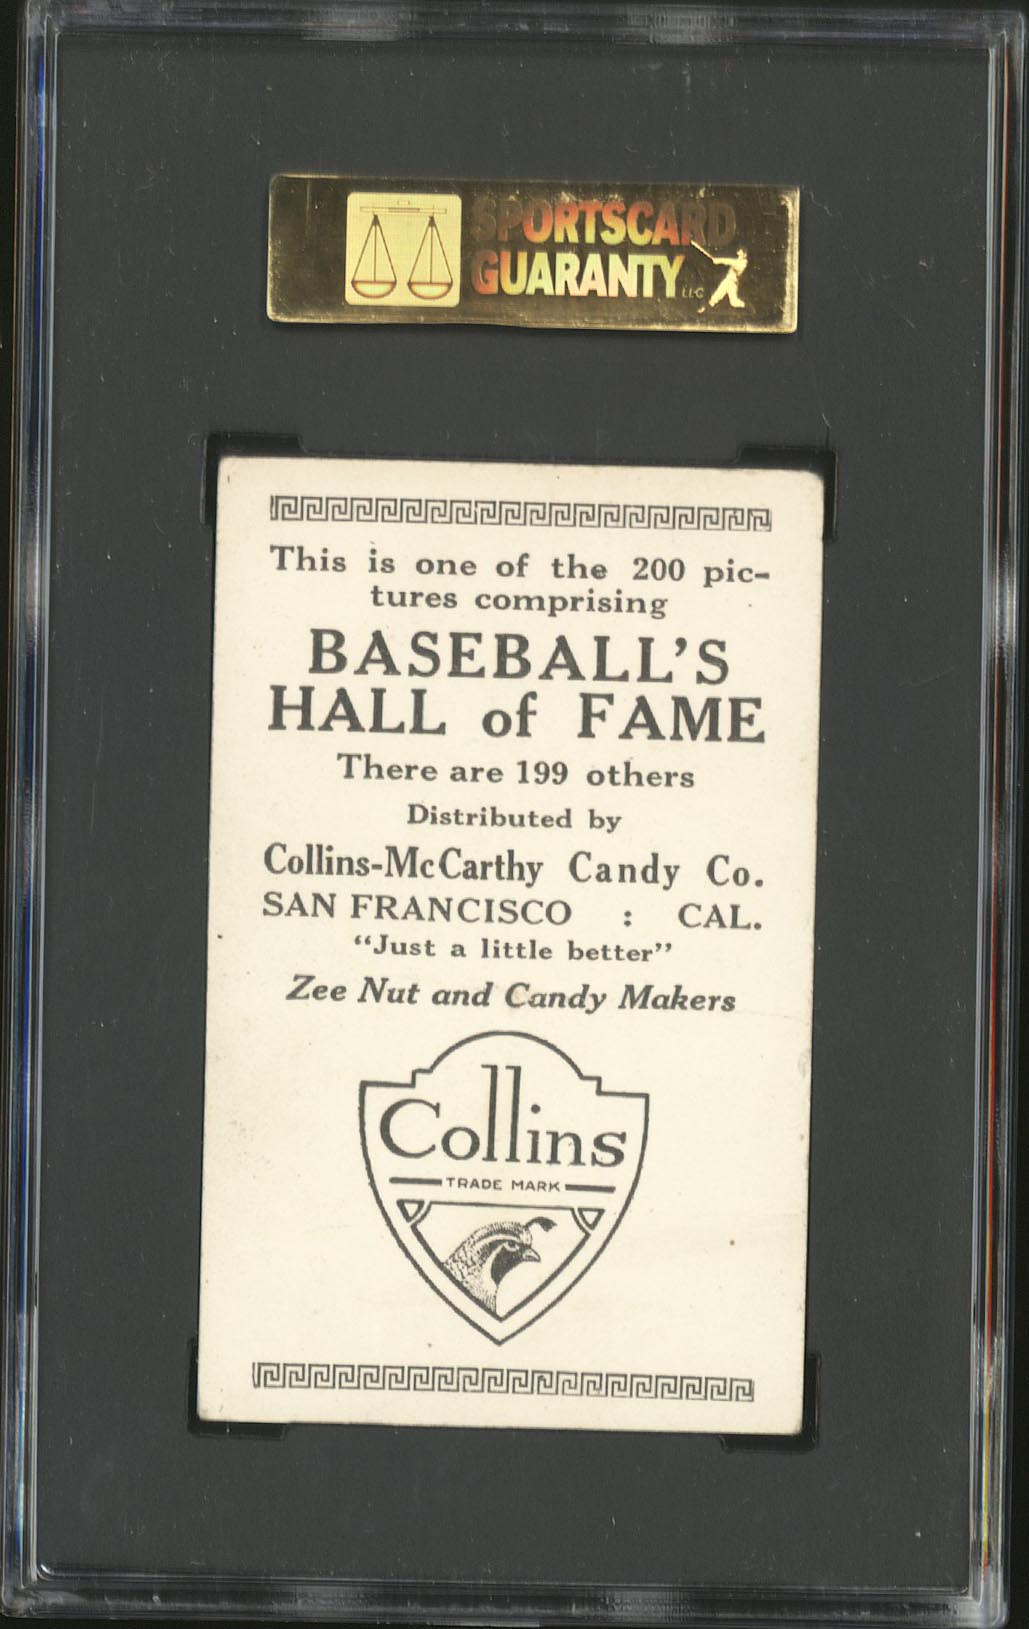 SPORTSCARD
GUARANTY LLC
This is one of the 200 pic-
tures comprising
BASEBALL'S
HALL of FAME
There are 199 others
Distributed by
Collins-McCarthy Candy Co.
SAN FRANCISCO : CAL.
"Just a little better"
Zee Nut and Candy Makers
Collins
TRADE MARK